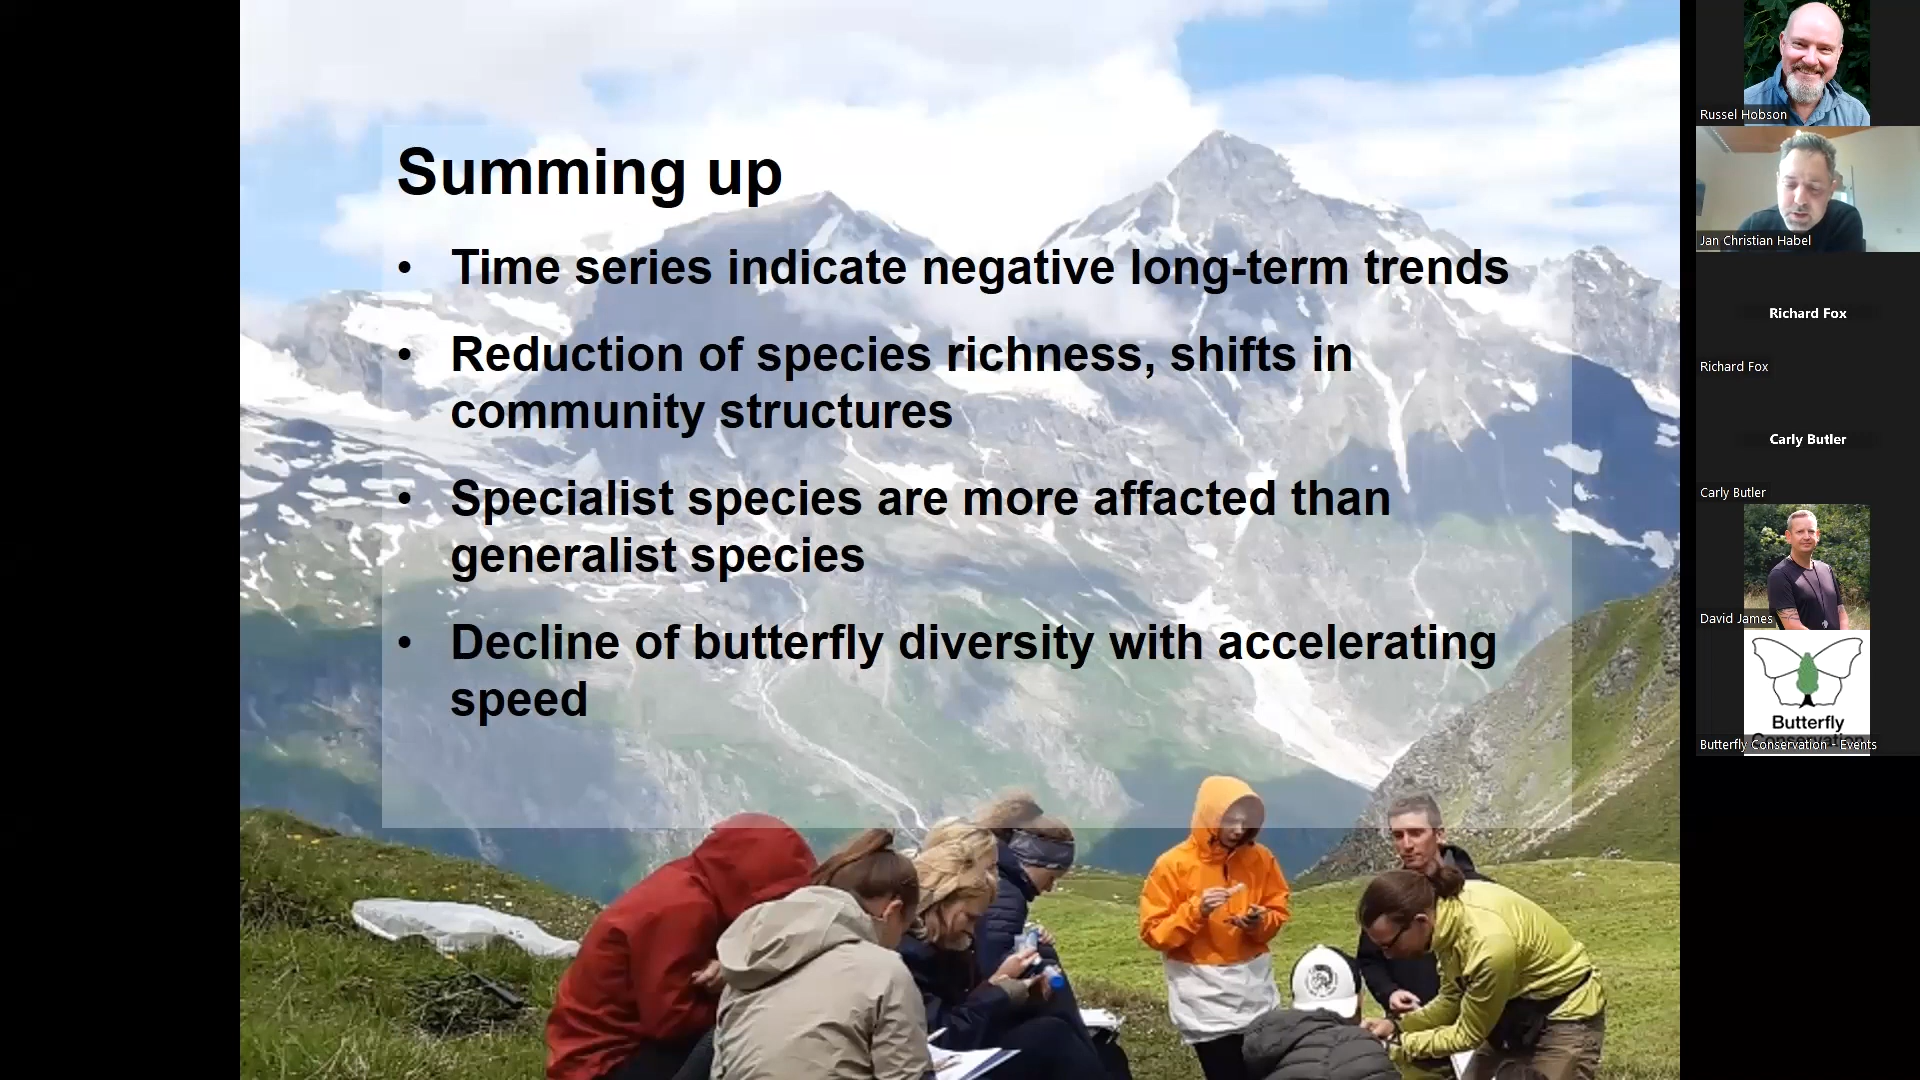 Summing up
• Time series indicate negative long-term trends
• Reduction of species richness, shifts in
community structures
• Specialist species are more affacted than
generalist species
• Decline of butterfly diversity with accelerating
speed
Russel Hobson
Jan Christian Habel
Richard Fox
Richard Fox
Carly Butler
Carly Butler
David James
Butterfly
Conservation
Butterfly Conservation - Events